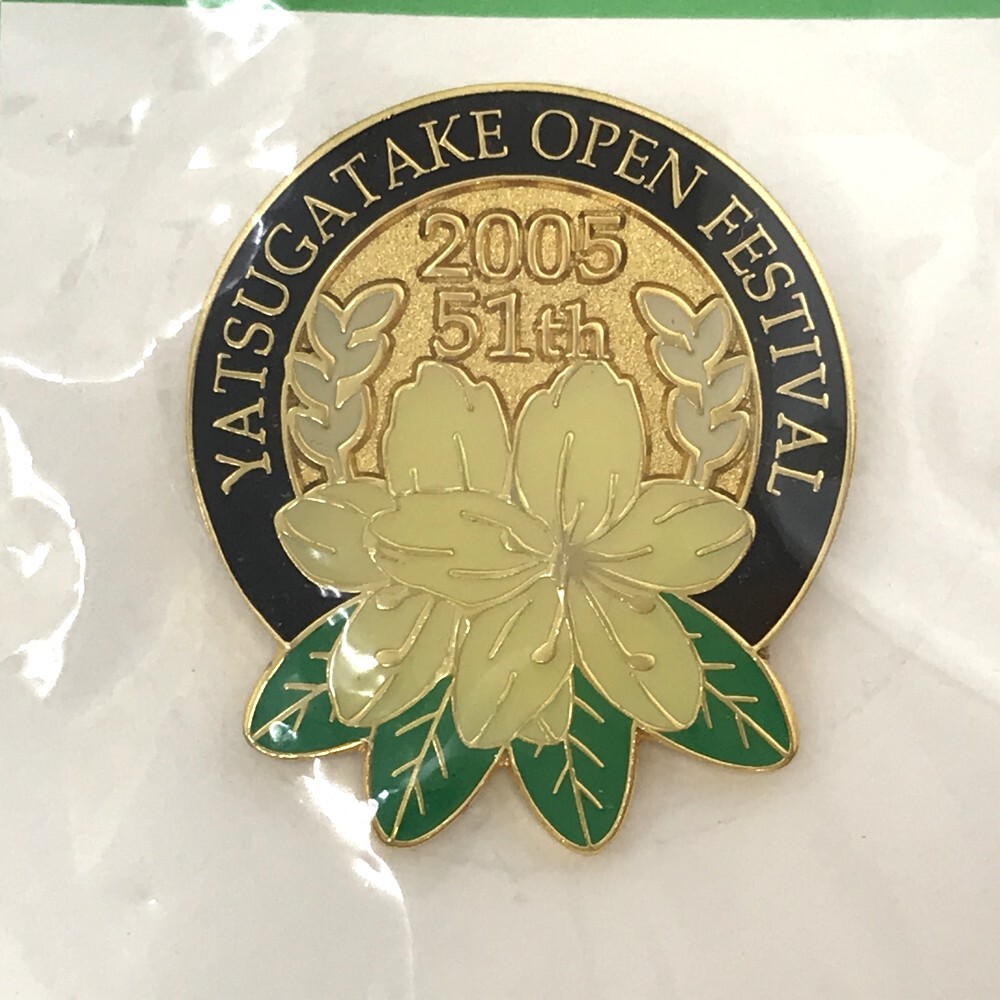 YATSUGATAKE OPEN FESTIVAL
2005
51th